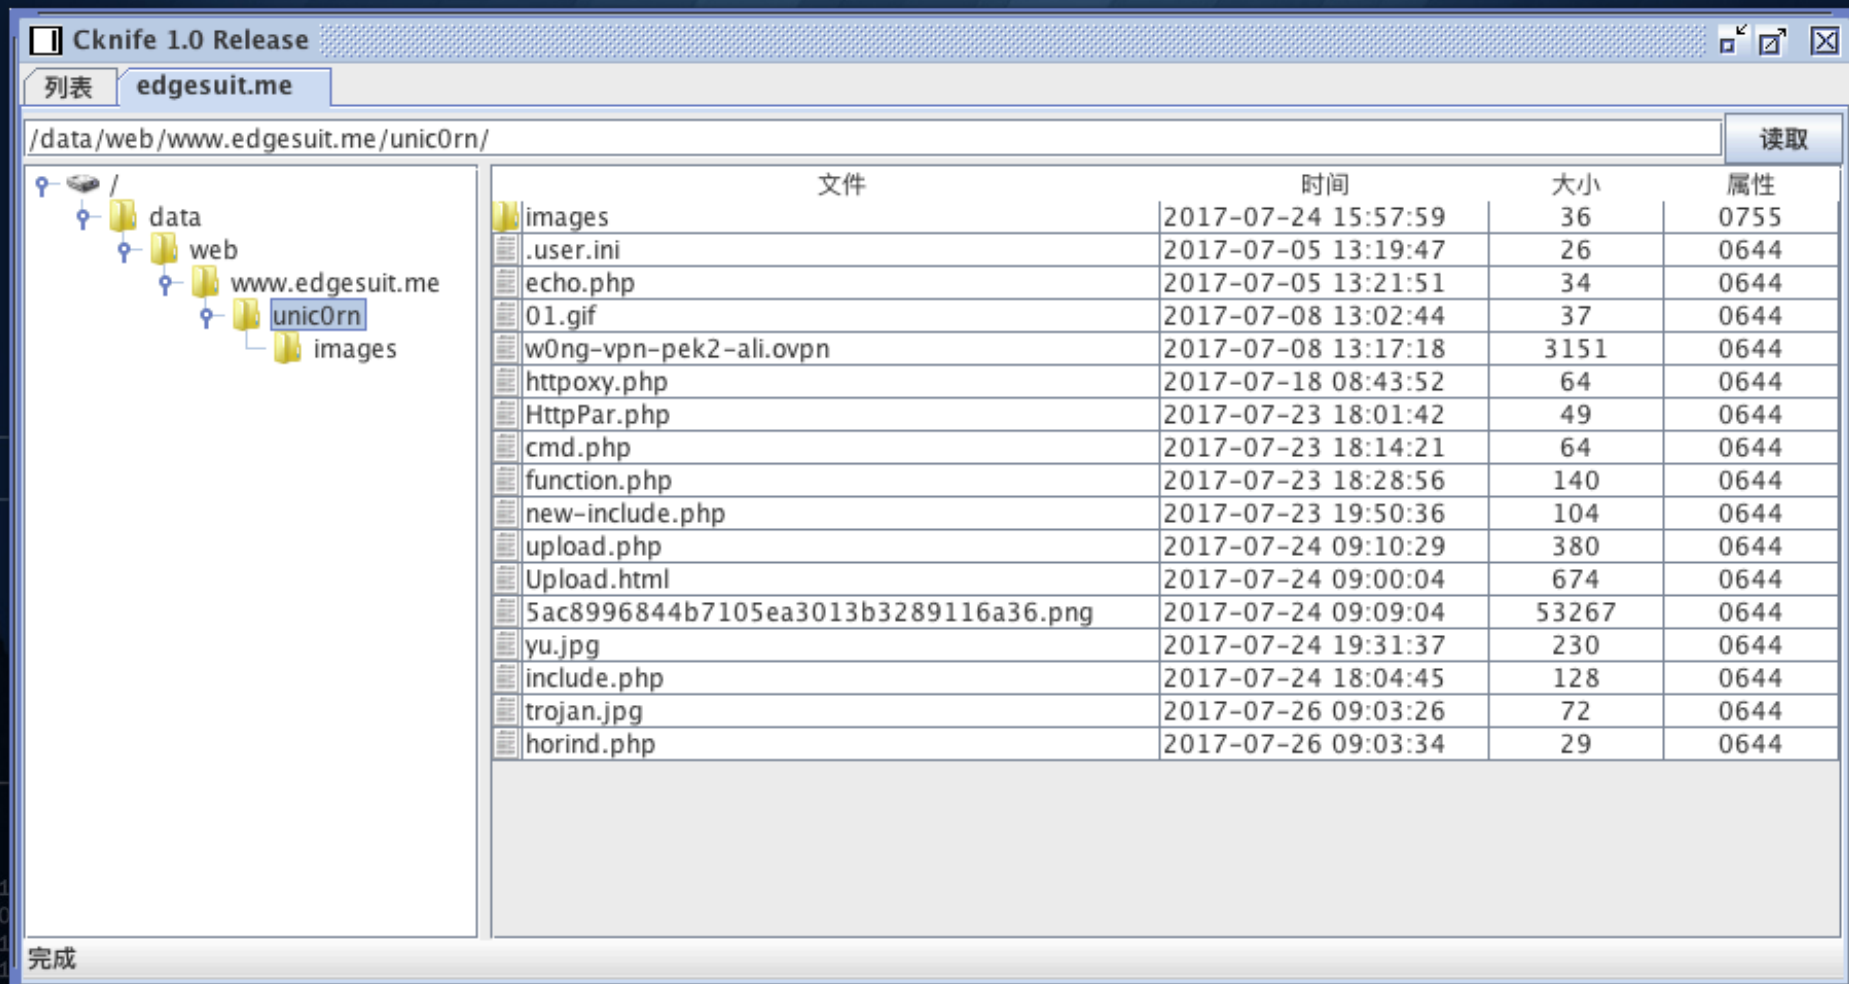 Cknife 1.0 Release
列表 edgesuit.me
/data/web/www.edgesuit.me/unic0rn/ 读取
/
data
web
www.edgesuit.me
unic0rn
images
文件 时间 大小 属性
images 2017-07-24 15:57:59 36 0755
.user.ini 2017-07-05 13:19:47 26 0644
echo.php 2017-07-05 13:21:51 34 0644
01.gif 2017-07-08 13:02:44 37 0644
w0ng-vpn-pek2-ali.ovpn 2017-07-08 13:17:18 3151 0644
httpoxy.php 2017-07-18 08:43:52 64 0644
HttpPar.php 2017-07-23 18:01:42 49 0644
cmd.php 2017-07-23 18:14:21 64 0644
function.php 2017-07-23 18:28:56 140 0644
new-include.php 2017-07-23 19:50:36 104 0644
upload.php 2017-07-24 09:10:29 380 0644
Upload.html 2017-07-24 09:00:04 674 0644
5ac8996844b7105ea3013b3289116a36.png 2017-07-24 09:09:04 53267 0644
yu.jpg 2017-07-24 19:31:37 230 0644
include.php 2017-07-24 18:04:45 128 0644
trojan.jpg 2017-07-26 09:03:26 72 0644
horind.php 2017-07-26 09:03:34 29 0644
完成